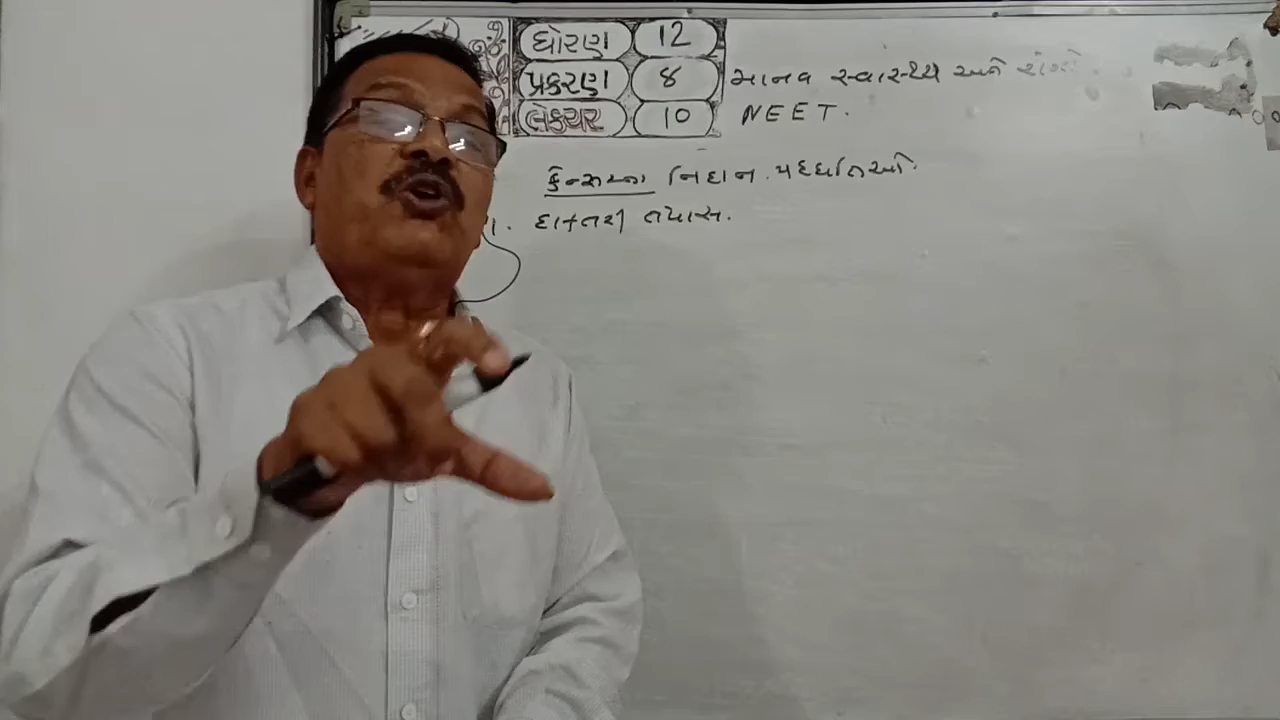 ધોરણ 12
પ્રકરણ 8 માનવ સ્વાસ્થ્ય અને રોગો
લેક્ચર 10 NEET.
કેન્સરના નિદાન પદ્ધતિઓ.
1. દાક્તરી તપાસ.